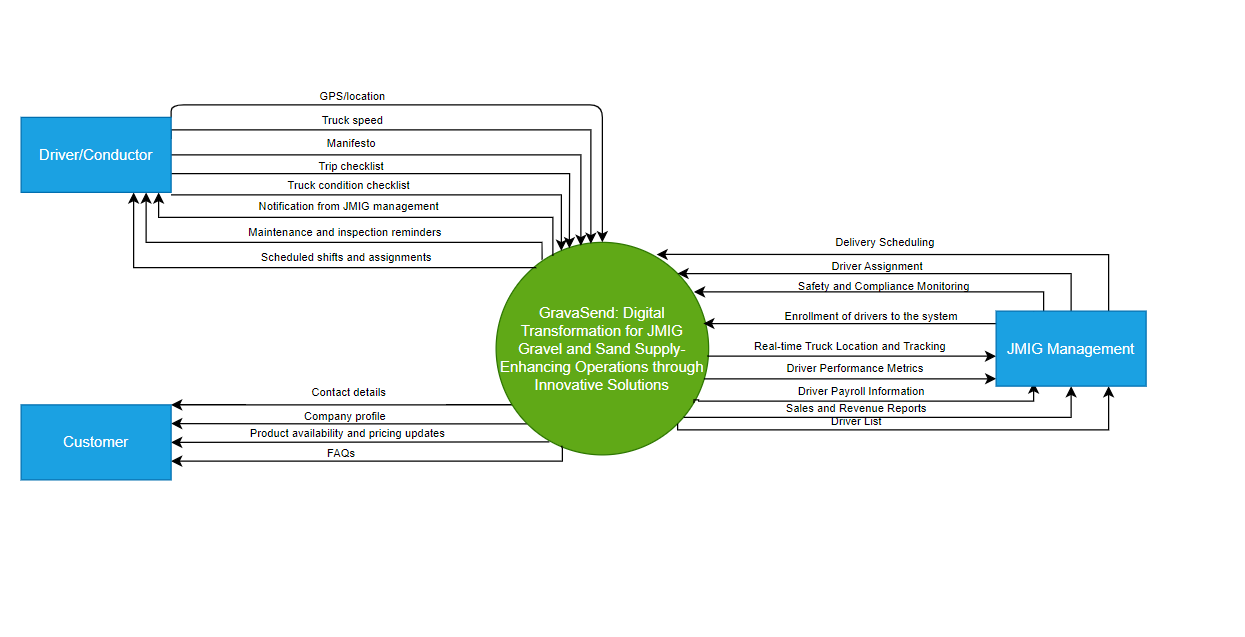 GPS/location
Truck speed
Manifesto
Driver/Conductor
Trip checklist
Truck condition checklist
Notification from JMIG management
Maintenance and inspection reminders
Scheduled shifts and assignments
Delivery Scheduling
Driver Assignment
Safety and Compliance Monitoring
Enrollment of drivers to the system
GravaSend: Digital
Transformation for JMIG
Gravel and Sand Supply-
Enhancing Operations through
Innovative Solutions
JMIG Management
Real-time Truck Location and Tracking
Driver Performance Metrics
Driver Payroll Information
Sales and Revenue Reports
Driver List
Contact details
Company profile
Product availability and pricing updates
Customer
FAQs